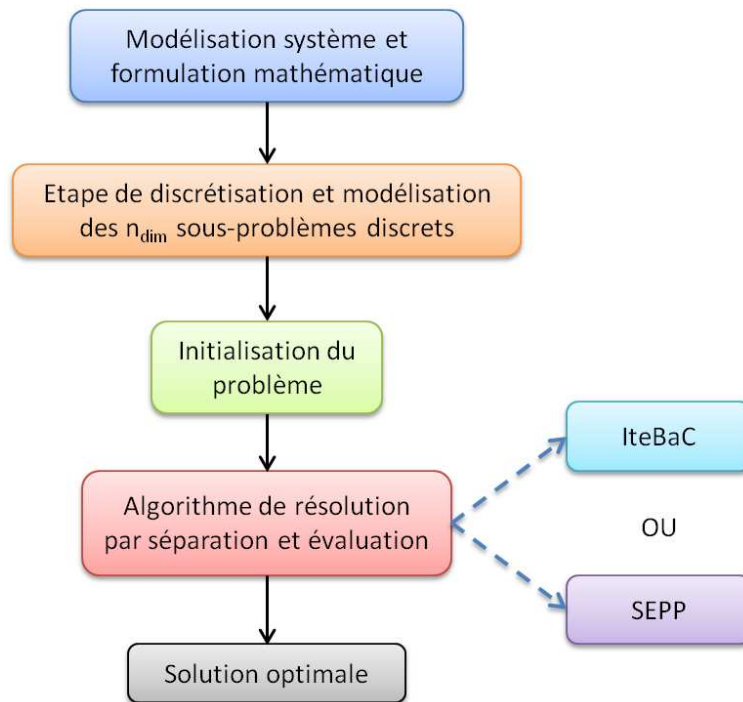 Modélisation système et
formulation mathématique
Etape de discrétisation et modélisation
des n_dim sous-problèmes discrets
Initialisation du
problème
Algorithme de résolution
par séparation et évaluation
IteBaC
OU
SEPP
Solution optimale